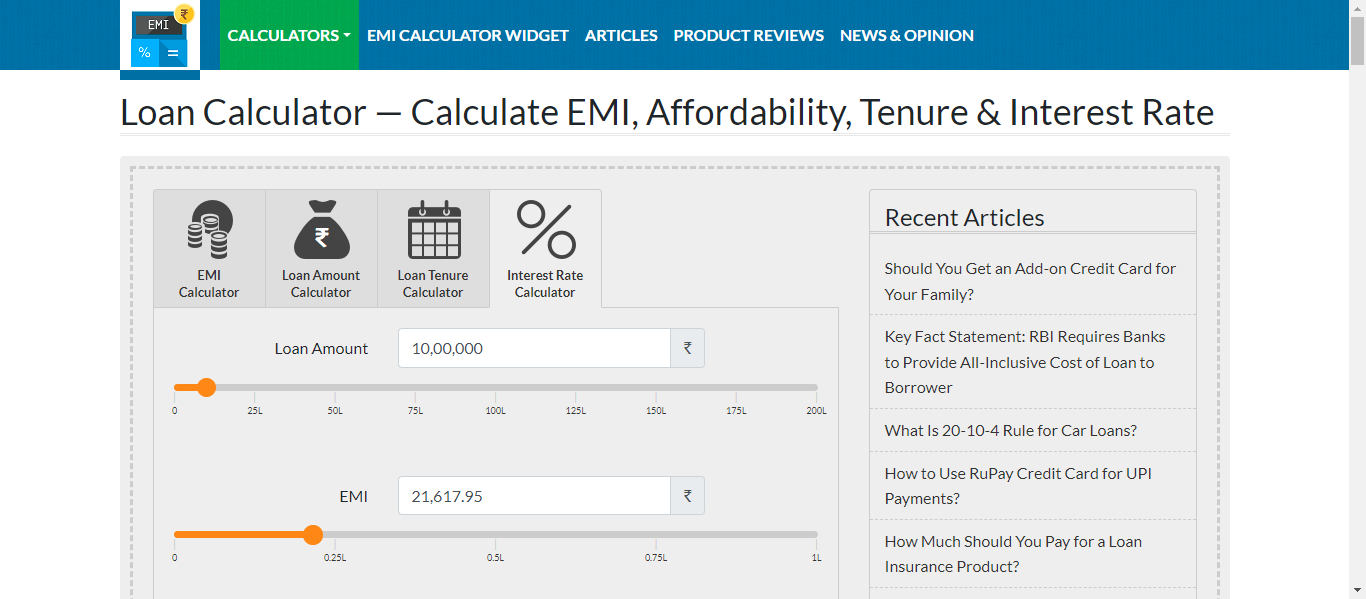 EMI ₹
% =
CALCULATORS EMI CALCULATOR WIDGET ARTICLES PRODUCT REVIEWS NEWS & OPINION
Loan Calculator — Calculate EMI, Affordability, Tenure & Interest Rate
₹
EMI
Calculator
Loan Amount
Calculator
Loan Tenure
Calculator
Interest Rate
Calculator
Loan Amount 10,00,000 ₹
0 25L 50L 75L 100L 125L 150L 175L 200L
EMI 21,617.95 ₹
0 0.25L 0.5L 0.75L 1L
Recent Articles
Should You Get an Add-on Credit Card for
Your Family?
Key Fact Statement: RBI Requires Banks
to Provide All-Inclusive Cost of Loan to
Borrower
What Is 20-10-4 Rule for Car Loans?
How to Use RuPay Credit Card for UPI
Payments?
How Much Should You Pay for a Loan
Insurance Product?